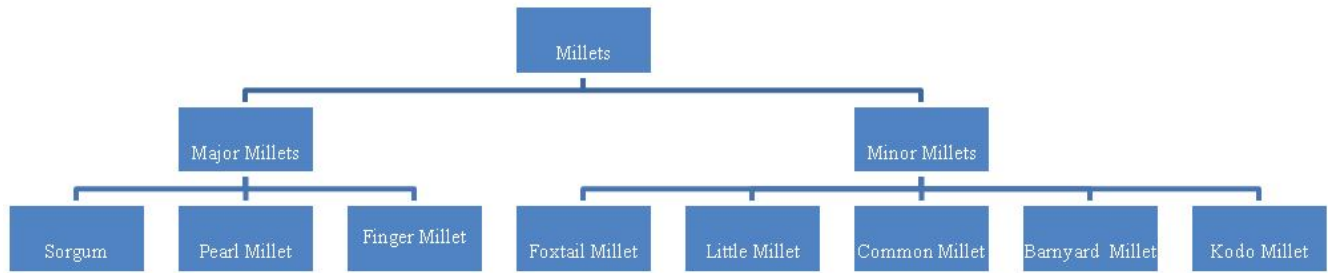 Millets
Major Millets
Minor Millets
Sorgum
Pearl Millet
Finger Millet
Foxtail Millet
Little Millet
Common Millet
Barnyard Millet
Kodo Millet